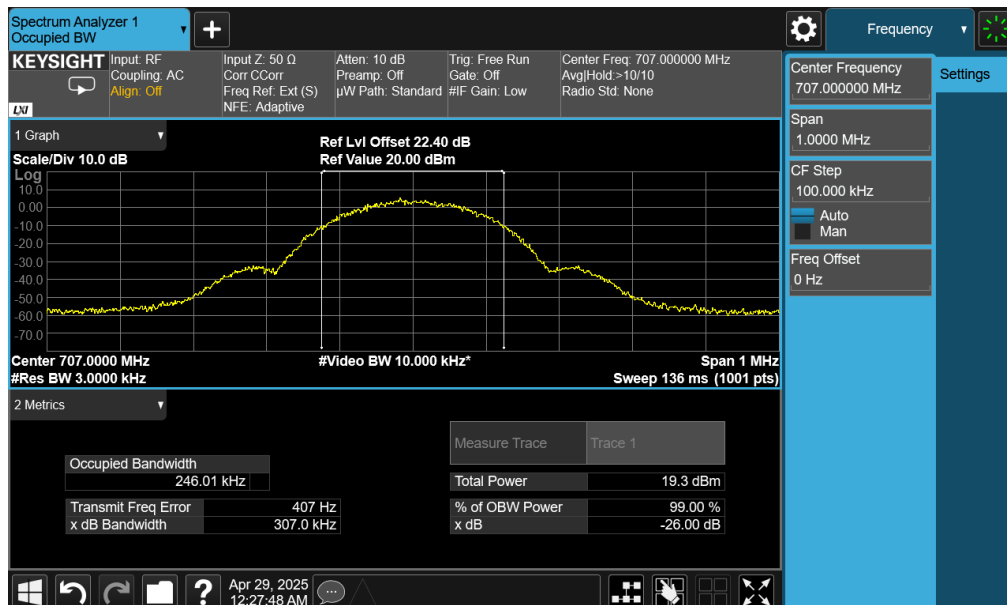 Spectrum Analyzer 1
Occupied BW
Frequency
KEYSIGHT
LXI
Input: RF
Coupling: AC
Align: Off
Input Z: 50 Ω
Corr CCorr
Freq Ref: Ext (S)
NFE: Adaptive
Atten: 10 dB
Preamp: Off
µW Path: Standard
Trig: Free Run
Gate: Off
#IF Gain: Low
Center Freq: 707.000000 MHz
Avg|Hold:>10/10
Radio Std: None
1 Graph
Scale/Div 10.0 dB
Ref Lvl Offset 22.40 dB
Ref Value 20.00 dBm
Log
10.0
0.00
-10.0
-20.0
-30.0
-40.0
-50.0
-60.0
-70.0
Center 707.0000 MHz
#Res BW 3.0000 kHz
#Video BW 10.000 kHz*
Span 1 MHz
Sweep 136 ms (1001 pts)
2 Metrics
Measure Trace Trace 1
Occupied Bandwidth
246.01 kHz
Total Power 19.3 dBm
Transmit Freq Error 407 Hz
x dB Bandwidth 307.0 kHz
% of OBW Power 99.00 %
x dB -26.00 dB
Center Frequency
707.000000 MHz
Settings
Span
1.0000 MHz
CF Step
100.000 kHz
Auto
Man
Freq Offset
0 Hz
?
Apr 29, 2025
12:27:48 AM